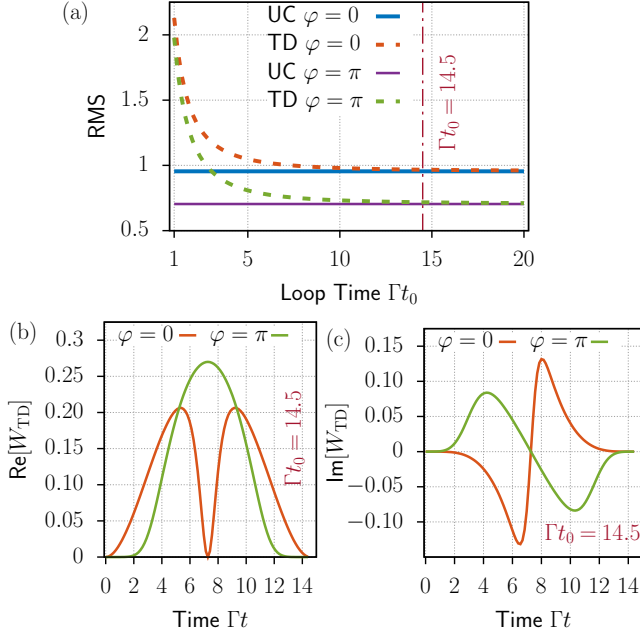 (a)
UC φ = 0
TD φ = 0
UC φ = π
TD φ = π
Γt₀ = 14.5
RMS
2
1.5
1
0.5
1 5 10 15 20
Loop Time Γt₀
(b)
φ = 0 φ = π
Re[W_TD]
0.3
0.25
0.20
0.15
0.10
0.05
0
Γt₀ = 14.5
0 2 4 6 8 10 12 14
Time Γt
(c)
φ = 0 φ = π
Im[W_TD]
0.15
0.10
0.05
0
−0.05
−0.10
Γt₀ = 14.5
0 2 4 6 8 10 12 14
Time Γt